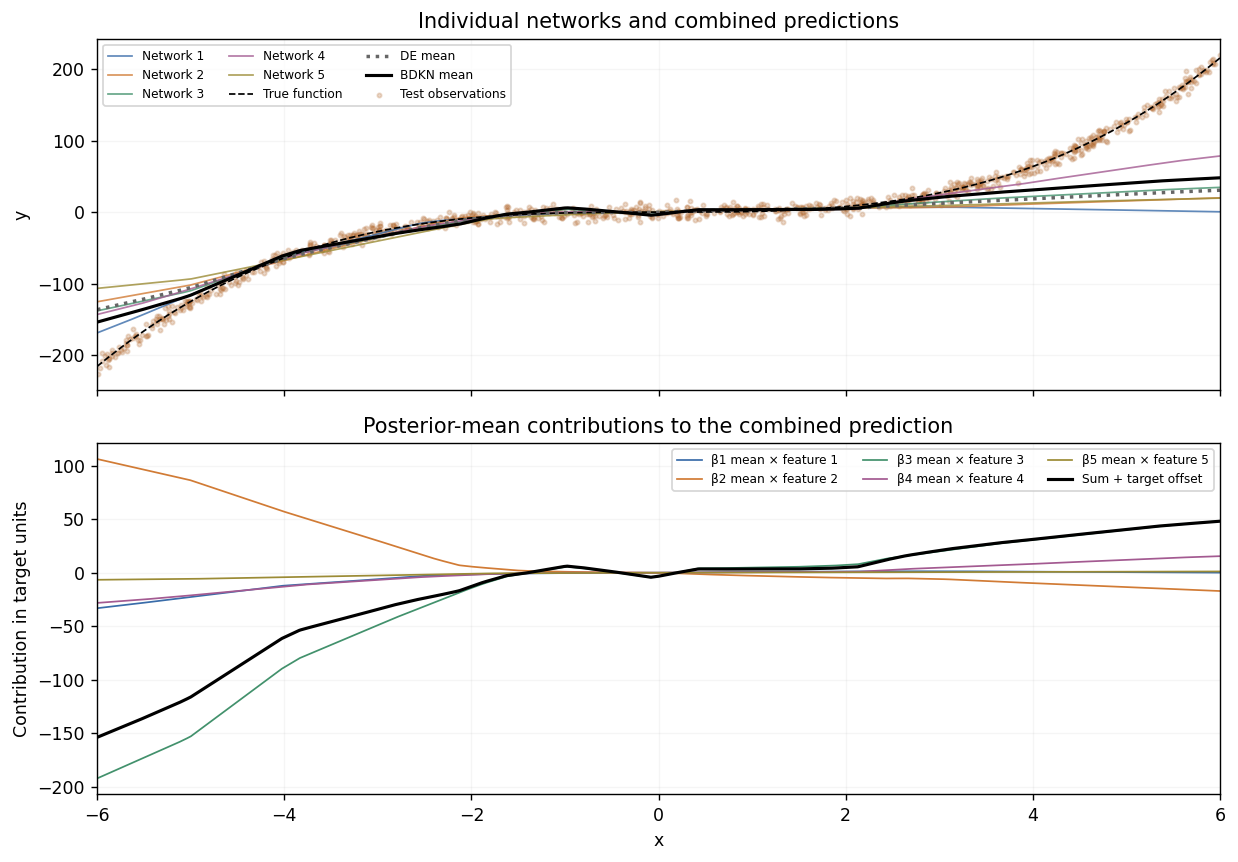 Individual networks and combined predictions
Network 1
Network 2
Network 3
Network 4
Network 5
True function
DE mean
BDKN mean
Test observations
200
100
0
−100
−200
y
Posterior-mean contributions to the combined prediction
β1 mean × feature 1
β2 mean × feature 2
β3 mean × feature 3
β4 mean × feature 4
β5 mean × feature 5
Sum + target offset
100
50
0
−50
−100
−150
−200
Contribution in target units
−6 −4 −2 0 2 4 6
x